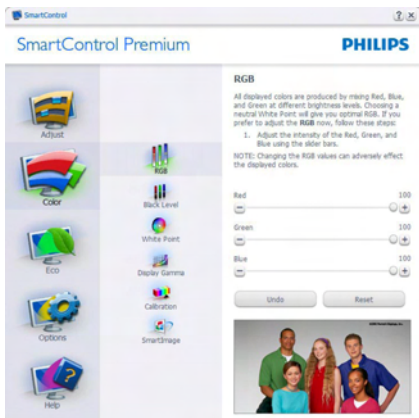 SmartControl
SmartControl Premium
PHILIPS
Adjust
Color
Eco
Options
Help
RGB
Black Level
White Point
Display Gamma
Calibration
SmartImage
RGB
All displayed colors are produced by mixing Red, Blue,
and Green at different brightness levels. Choosing a
neutral White Point will give you optimal RGB. If you
prefer to adjust the RGB now, follow these steps:
1. Adjust the intensity of the Red, Green, and
Blue using the slider bars.
NOTE: Changing the RGB values can adversely effect
the displayed colors.
Red 100
Green 100
Blue 100
Undo Reset